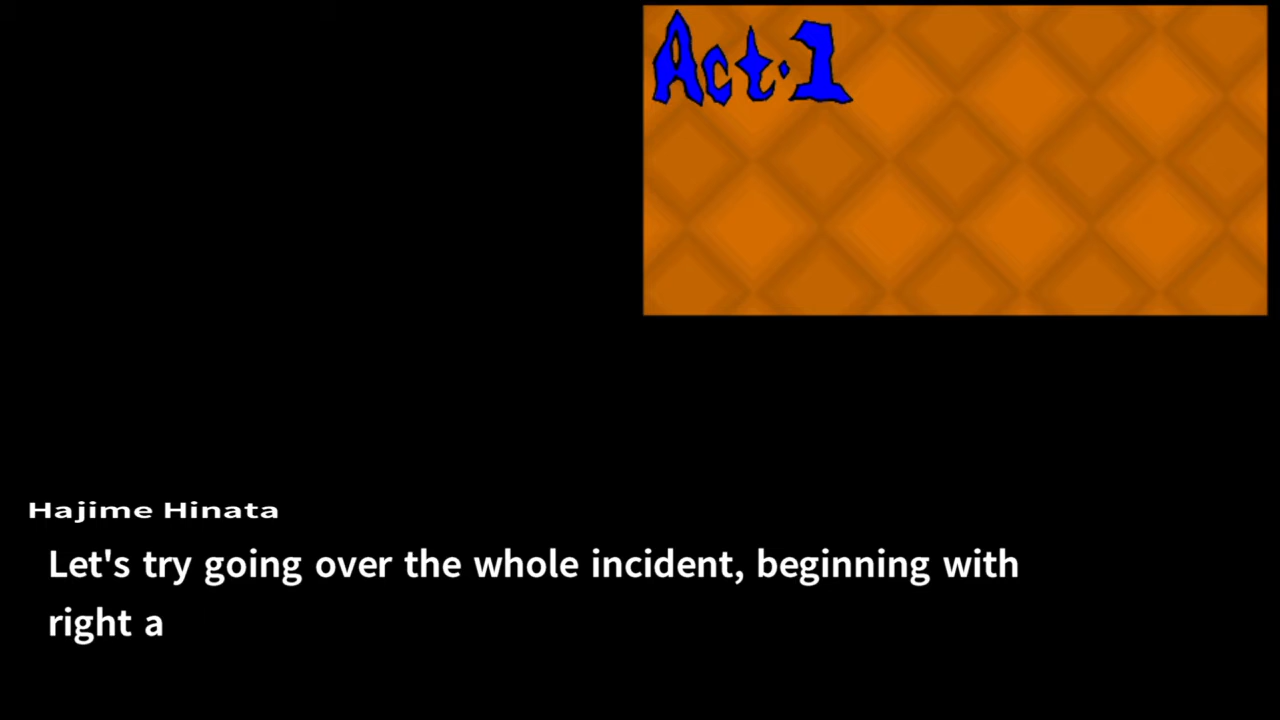 Act.1
Hajime Hinata
Let's try going over the whole incident, beginning with
right a